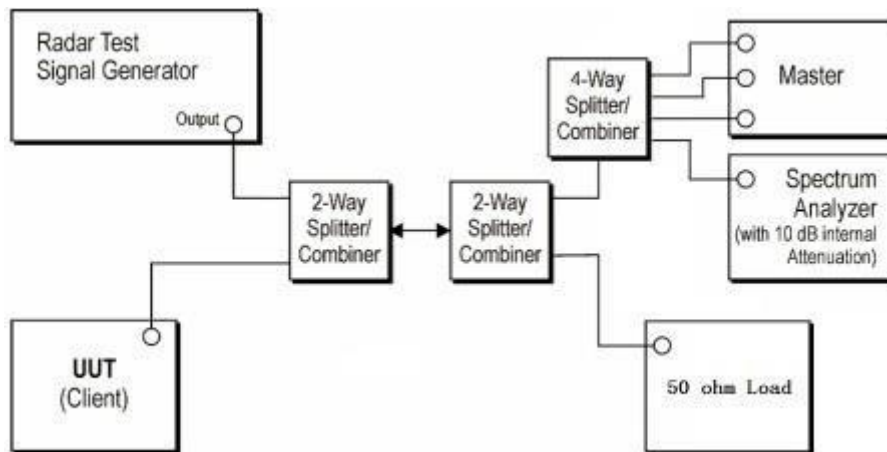 Radar Test
Signal Generator
Output
2-Way
Splitter/
Combiner
2-Way
Splitter/
Combiner
4-Way
Splitter/
Combiner
Master
Spectrum
Analyzer
(with 10 dB internal
Attenuation)
UUT
(Client)
50 ohm Load